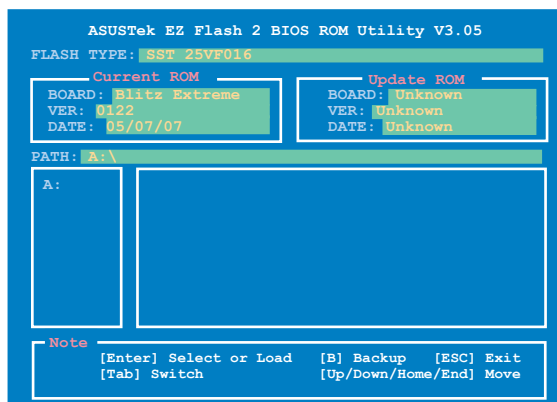 ASUSTek EZ Flash 2 BIOS ROM Utility V3.05
FLASH TYPE: SST 25VF016
Current ROM
BOARD: Blitz Extreme
VER: 0122
DATE: 05/07/07
Update ROM
BOARD: Unknown
VER: Unknown
DATE: Unknown
PATH: A:\
A:
Note
[Enter] Select or Load [B] Backup [ESC] Exit
[Tab] Switch [Up/Down/Home/End] Move